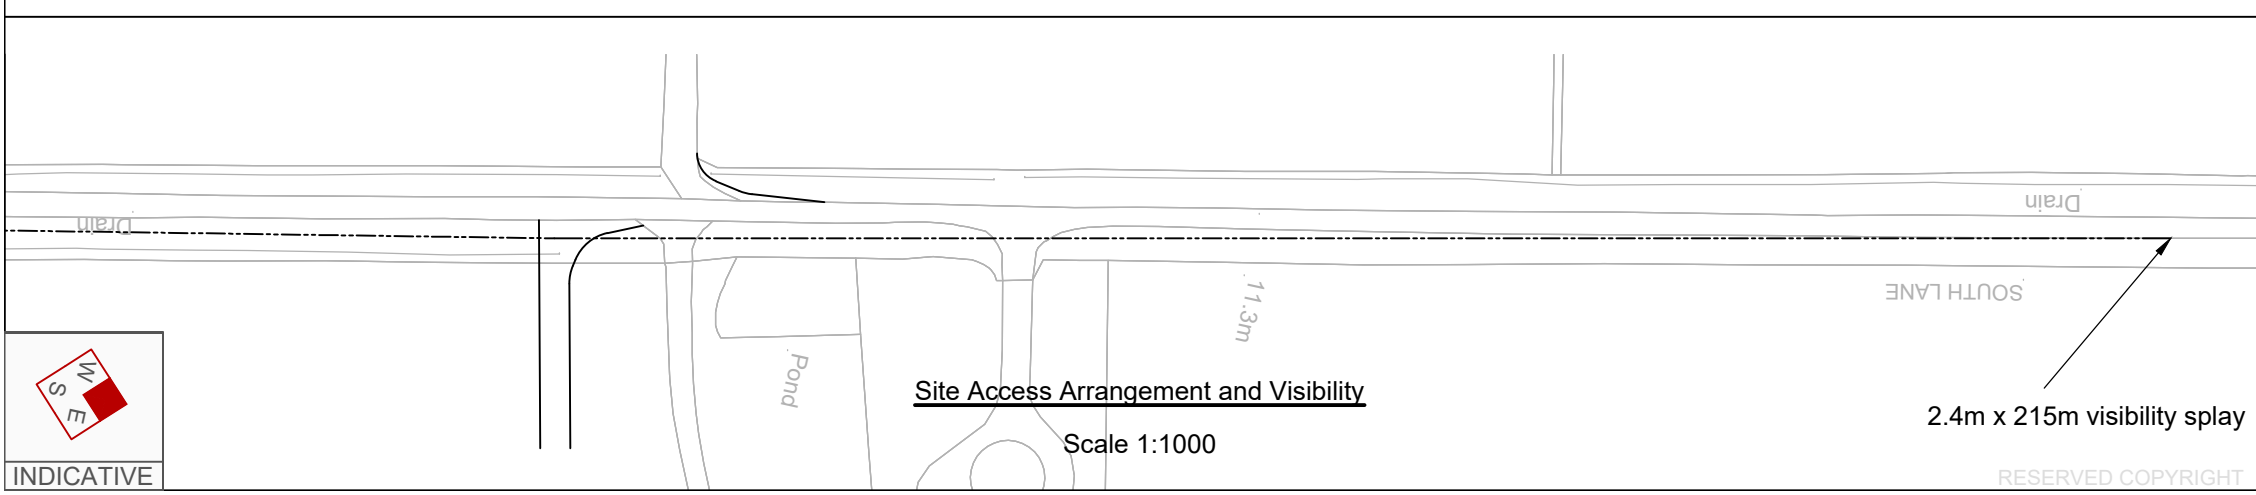 Drain
Drain
SOUTH LANE
11.3m
Pond
W
S
E
INDICATIVE
Site Access Arrangement and Visibility
Scale 1:1000
2.4m x 215m visibility splay
RESERVED COPYRIGHT